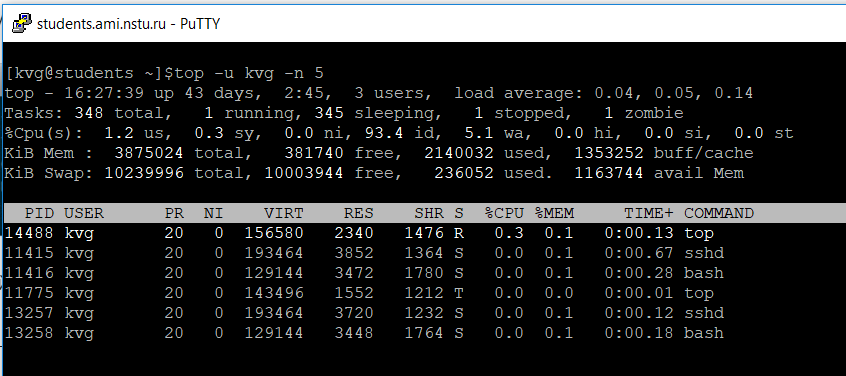 students.ami.nstu.ru - PuTTY
[kvg@students ~]$top -u kvg -n 5
top - 16:27:39 up 43 days,  2:45,  3 users,  load average: 0.04, 0.05, 0.14
Tasks: 348 total,   1 running, 345 sleeping,   1 stopped,   1 zombie
%Cpu(s):  1.2 us,  0.3 sy,  0.0 ni, 93.4 id,  5.1 wa,  0.0 hi,  0.0 si,  0.0 st
KiB Mem :  3875024 total,   381740 free,  2140032 used,  1353252 buff/cache
KiB Swap: 10239996 total, 10003944 free,   236052 used.  1163744 avail Mem
  PID USER      PR  NI    VIRT    RES    SHR S  %CPU %MEM     TIME+ COMMAND
14488 kvg       20   0  156580   2340   1476 R   0.3  0.1   0:00.13 top
11415 kvg       20   0  193464   3852   1364 S   0.0  0.1   0:00.67 sshd
11416 kvg       20   0  129144   3472   1780 S   0.0  0.1   0:00.28 bash
11775 kvg       20   0  143496   1552   1212 T   0.0  0.0   0:00.01 top
13257 kvg       20   0  193464   3720   1232 S   0.0  0.1   0:00.12 sshd
13258 kvg       20   0  129144   3448   1764 S   0.0  0.1   0:00.18 bash